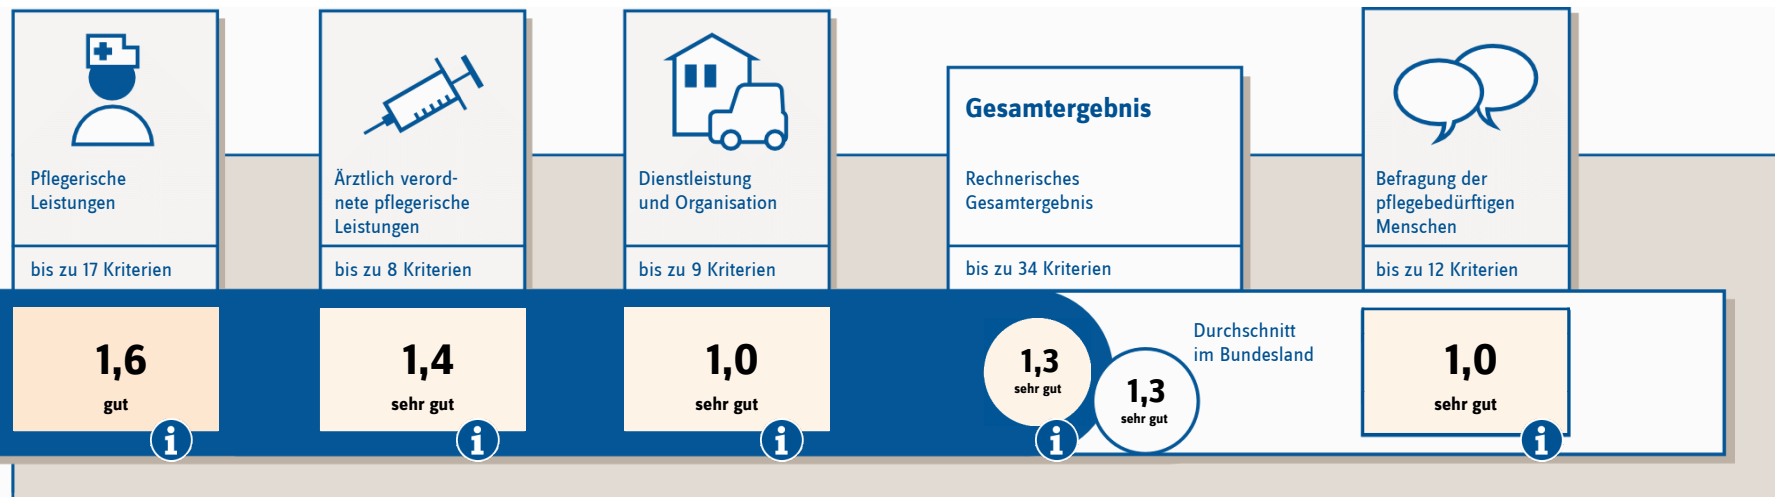 Pflegerische
Leistungen
bis zu 17 Kriterien
1,6
gut
i
Ärztlich verord-
nete pflegerische
Leistungen
bis zu 8 Kriterien
1,4
sehr gut
i
Dienstleistung
und Organisation
bis zu 9 Kriterien
1,0
sehr gut
i
Gesamtergebnis
Rechnerisches
Gesamtergebnis
bis zu 34 Kriterien
1,3
sehr gut
i
Durchschnitt
im Bundesland
1,3
sehr gut
Befragung der
pflegebedürftigen
Menschen
bis zu 12 Kriterien
1,0
sehr gut
i